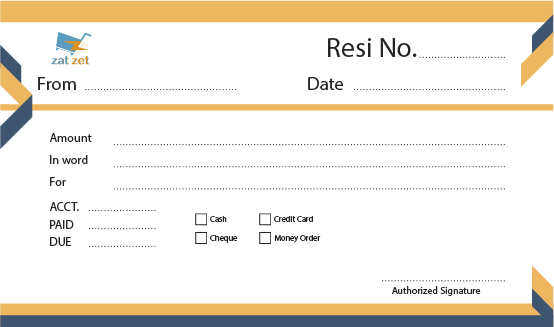 zat zet
Resi No.
From Date
Amount
In word
For
ACCT.
PAID
DUE
Cash Credit Card
Cheque Money Order
Authorized Signature